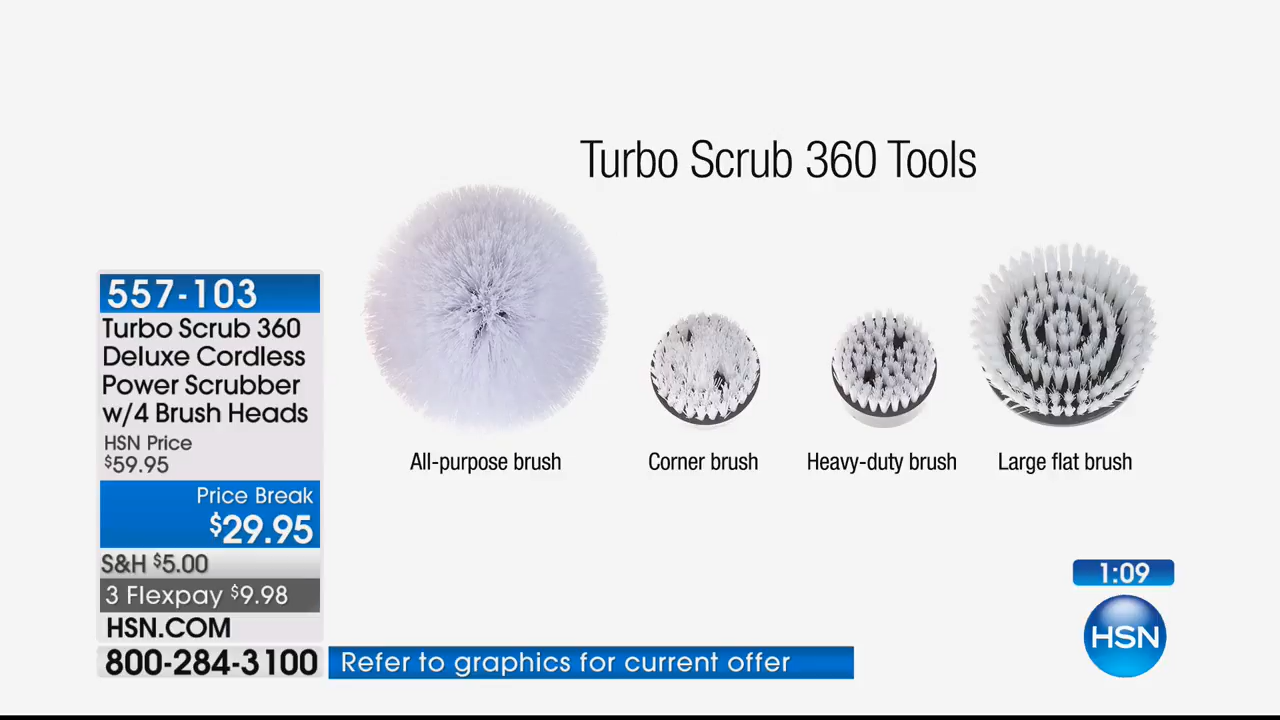 Turbo Scrub 360 Tools
All-purpose brush
Corner brush
Heavy-duty brush
Large flat brush
557-103
Turbo Scrub 360
Deluxe Cordless
Power Scrubber
w/4 Brush Heads
HSN Price
$59.95
Price Break
$29.95
S&H $5.00
3 Flexpay $9.98
HSN.COM
800-284-3100
Refer to graphics for current offer
1:09
HSN